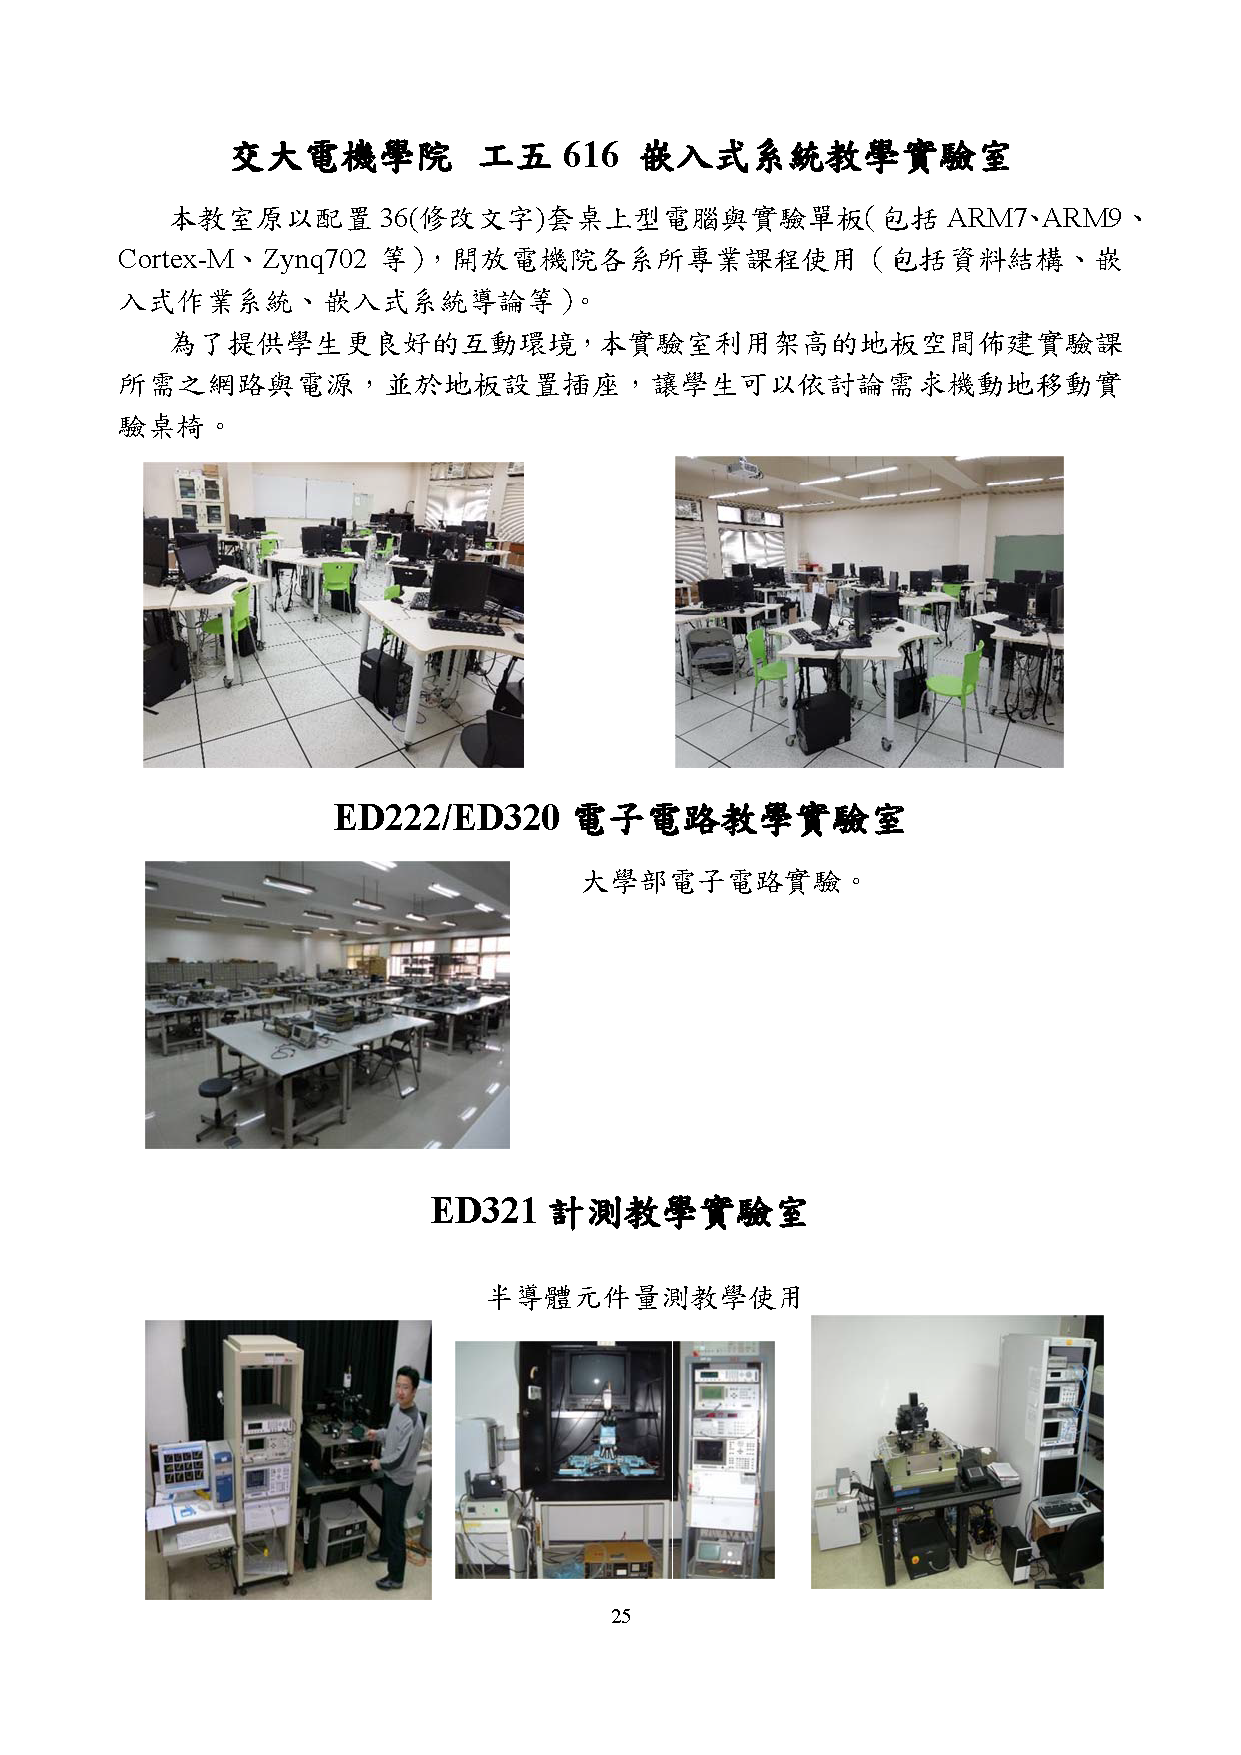 交大電機學院 工五 616 嵌入式系統教學實驗室
本教室原以配置 36(修改文字)套桌上型電腦與實驗單板(包括 ARM7、ARM9、
Cortex-M、Zynq702 等)，開放電機院各系所專業課程使用（包括資料結構、嵌
入式作業系統、嵌入式系統導論等)。
為了提供學生更良好的互動環境，本實驗室利用架高的地板空間佈建實驗課
所需之網路與電源，並於地板設置插座，讓學生可以依討論需求機動地移動實
驗桌椅。
ED222/ED320 電子電路教學實驗室
大學部電子電路實驗。
ED321 計測教學實驗室
半導體元件量測教學使用
25